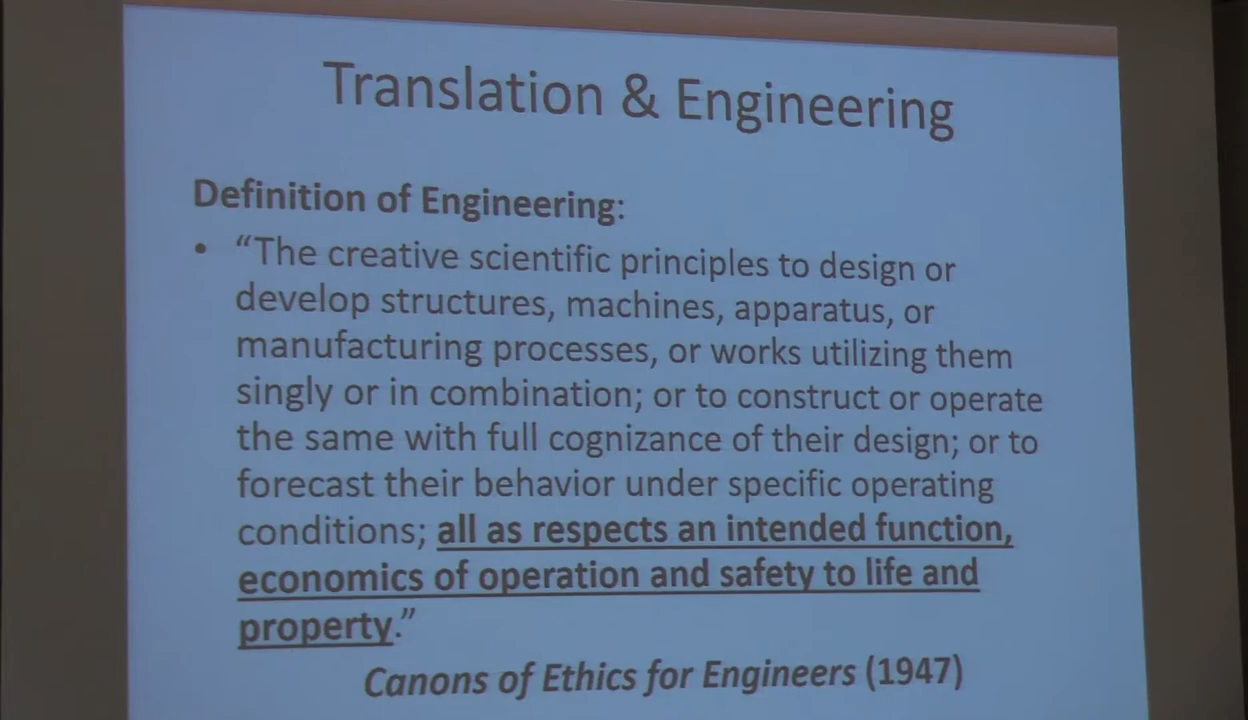 Translation & Engineering
Definition of Engineering:
• “The creative scientific principles to design or
develop structures, machines, apparatus, or
manufacturing processes, or works utilizing them
singly or in combination; or to construct or operate
the same with full cognizance of their design; or to
forecast their behavior under specific operating
conditions; all as respects an intended function,
economics of operation and safety to life and
property.”
Canons of Ethics for Engineers (1947)